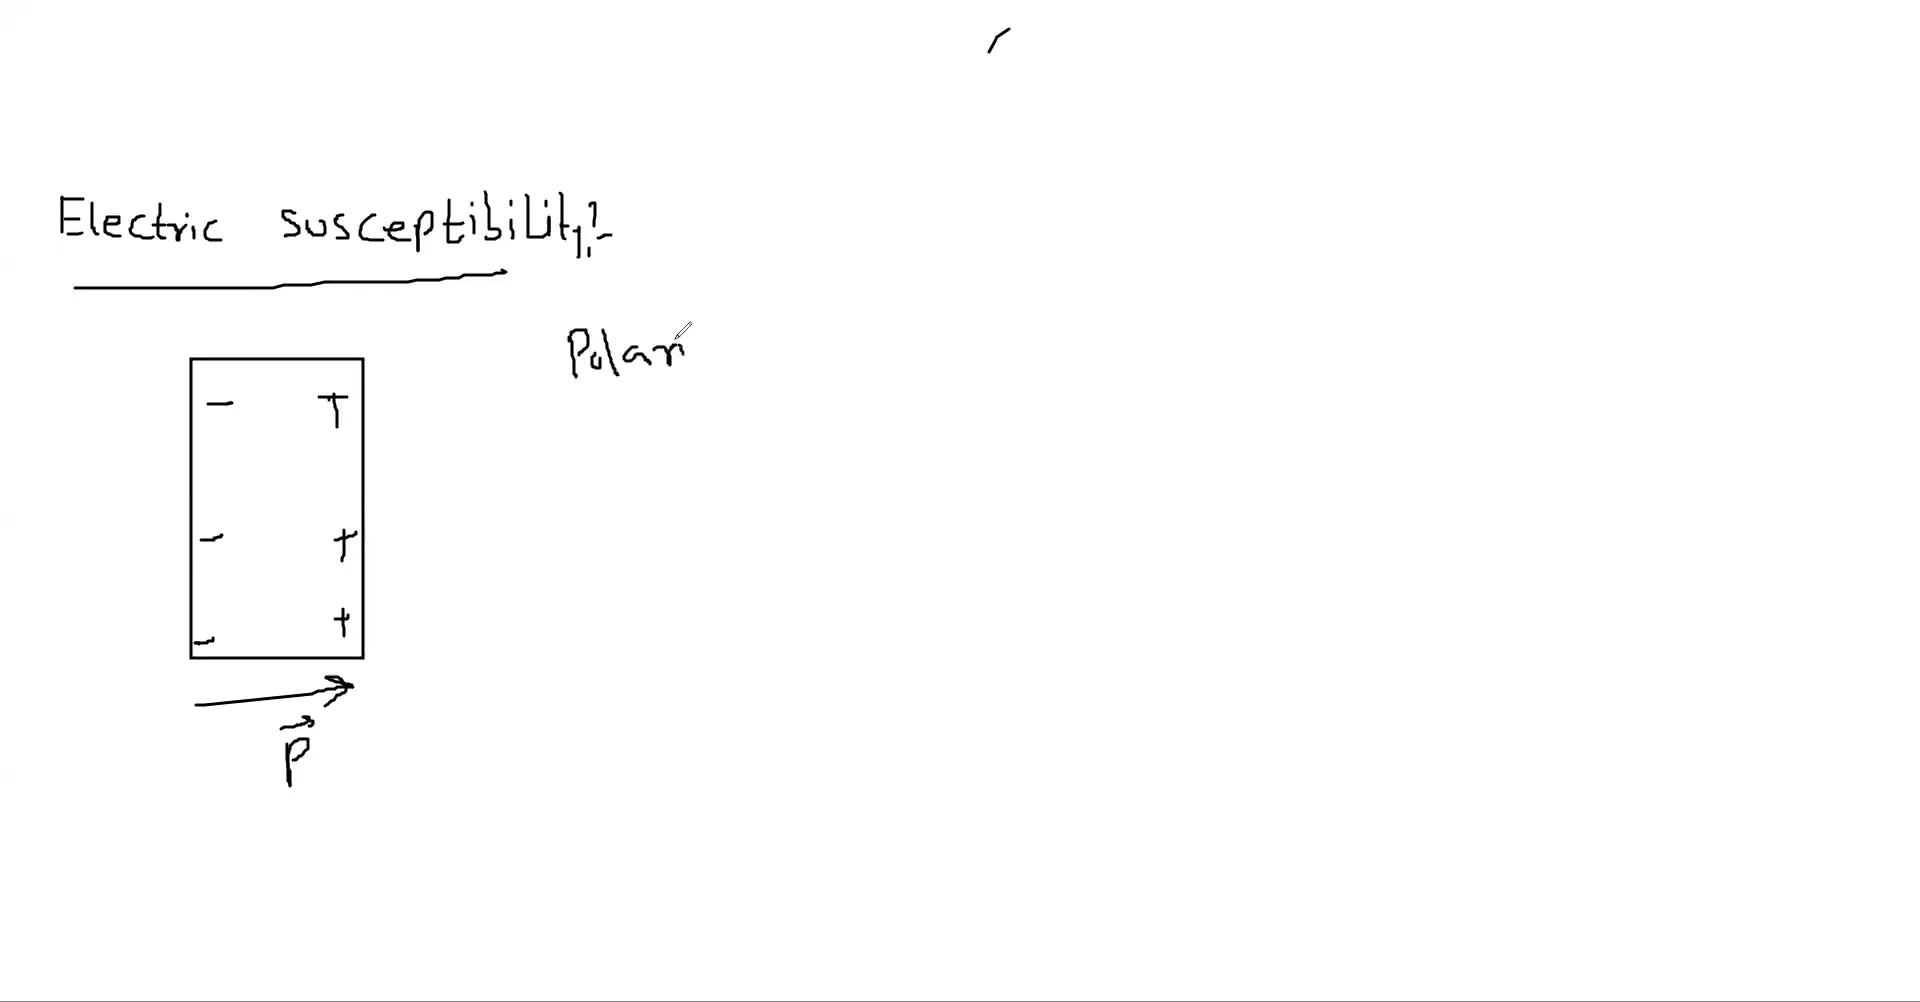 Electric susceptibility:-
Polari
- +
- +
- +
P